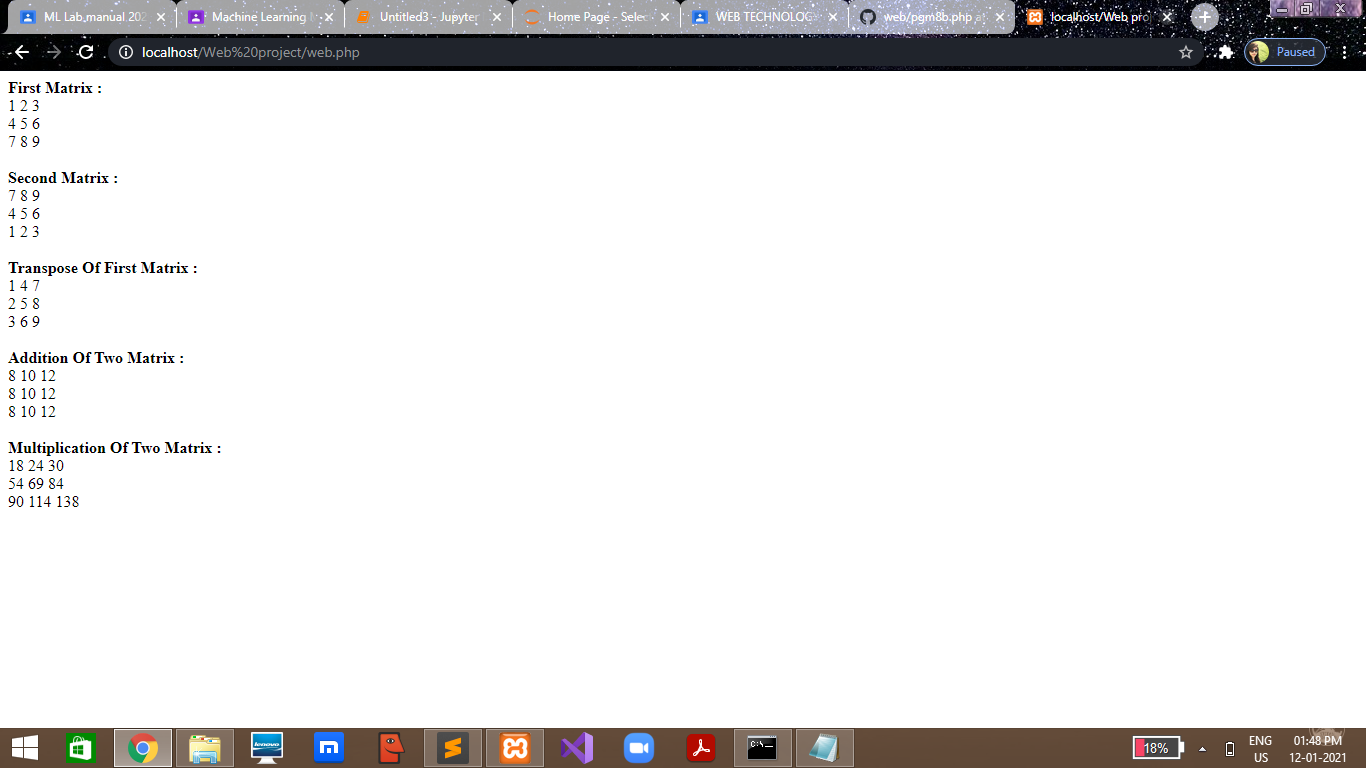 ML Lab manual 202
Machine Learning
Untitled3 - Jupyter
Home Page - Selec
WEB TECHNOLOG
web/pgm8b.php a
localhost/Web pro
localhost/Web%20project/web.php
Paused
First Matrix :
1 2 3
4 5 6
7 8 9
Second Matrix :
7 8 9
4 5 6
1 2 3
Transpose Of First Matrix :
1 4 7
2 5 8
3 6 9
Addition Of Two Matrix :
8 10 12
8 10 12
8 10 12
Multiplication Of Two Matrix :
18 24 30
54 69 84
90 114 138
lenovo
C:\
18%
ENG
US
01:48 PM
12-01-2021